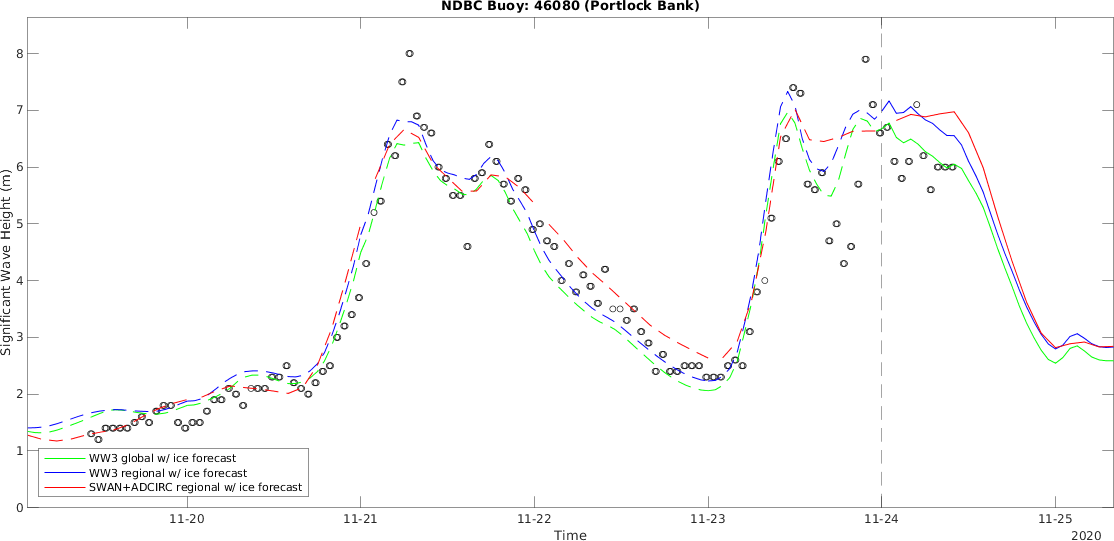 NDBC Buoy: 46080 (Portlock Bank)
Significant Wave Height (m)
8
7
6
5
4
3
2
1
0
WW3 global w/ ice forecast
WW3 regional w/ ice forecast
SWAN+ADCIRC regional w/ ice forecast
11-20
11-21
11-22
11-23
11-24
11-25
Time
2020